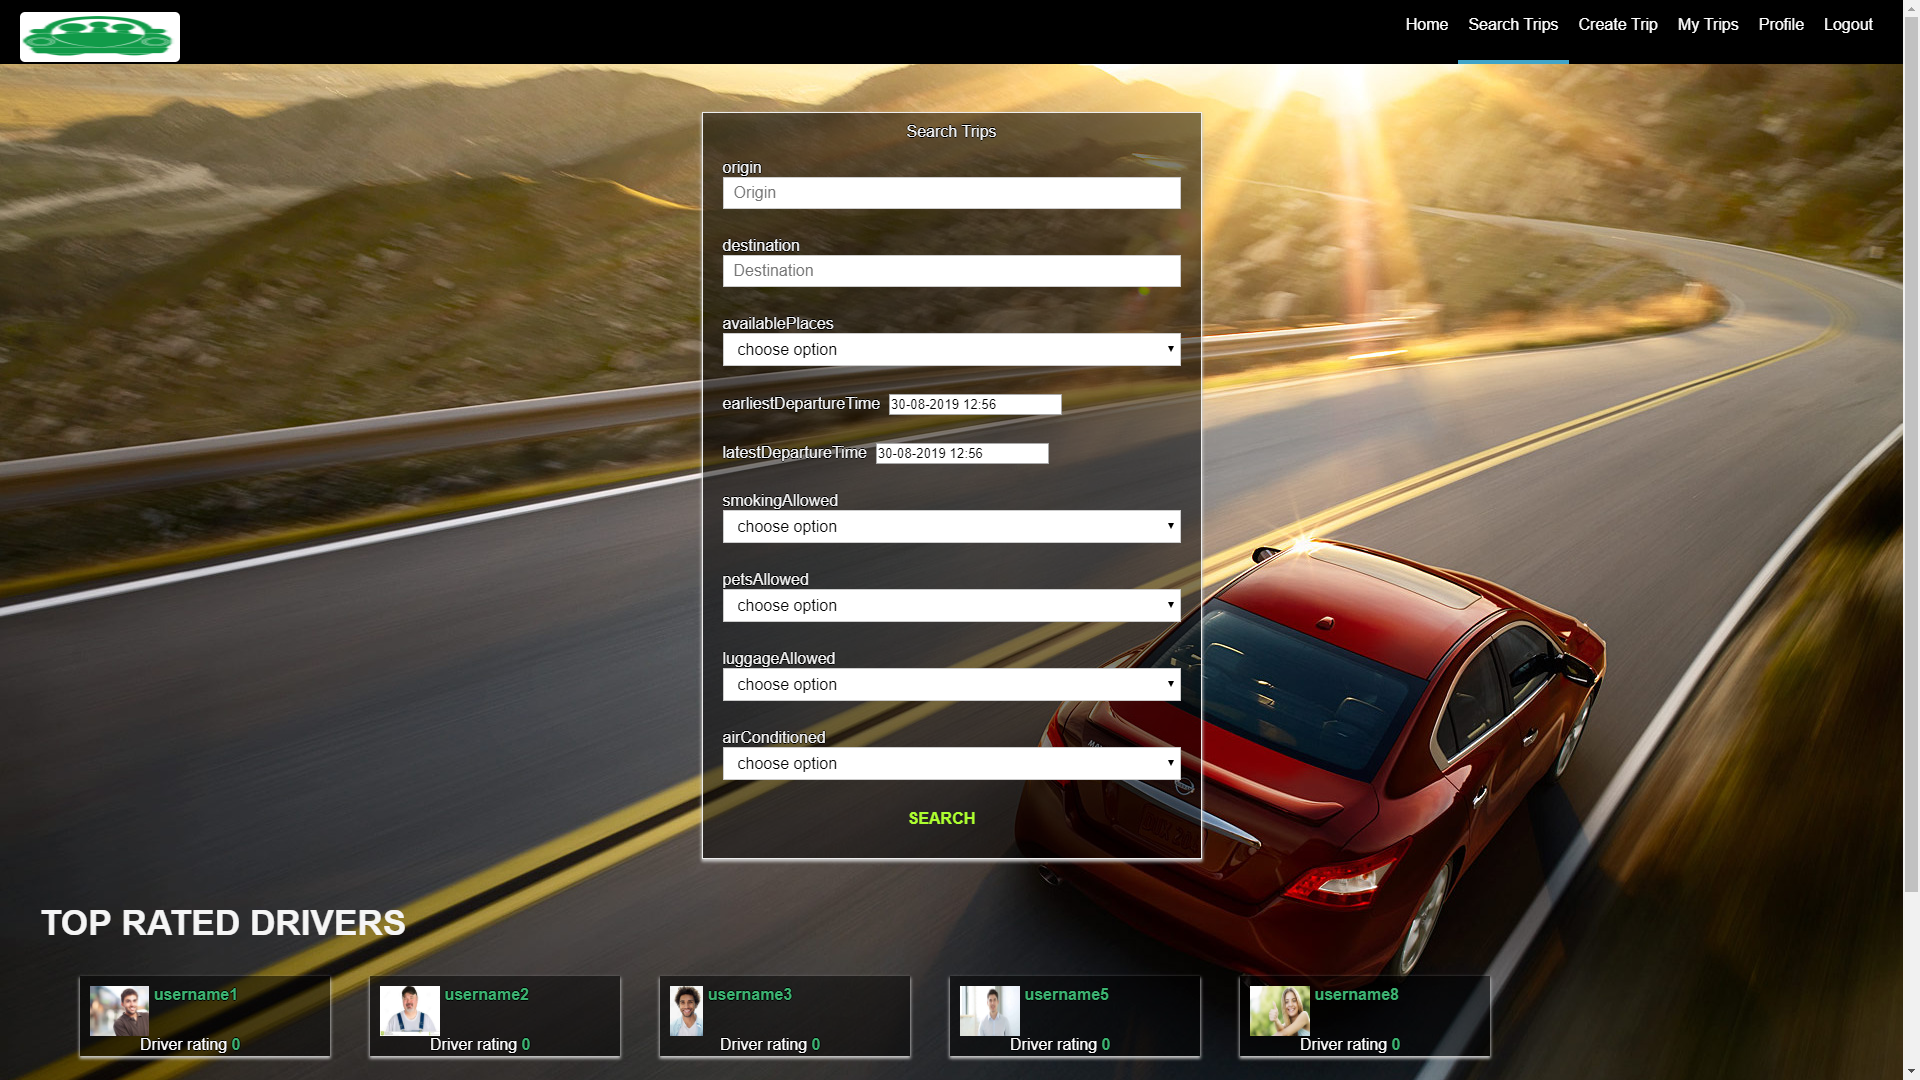 Home Search Trips Create Trip My Trips Profile Logout
Search Trips
origin
Origin
destination
Destination
availablePlaces
choose option
earliestDepartureTime 30-08-2019 12:56
latestDepartureTime 30-08-2019 12:56
smokingAllowed
choose option
petsAllowed
choose option
luggageAllowed
choose option
airConditioned
choose option
SEARCH
TOP RATED DRIVERS
username1 username2 username3 username5 username8
Driver rating 0 Driver rating 0 Driver rating 0 Driver rating 0 Driver rating 0